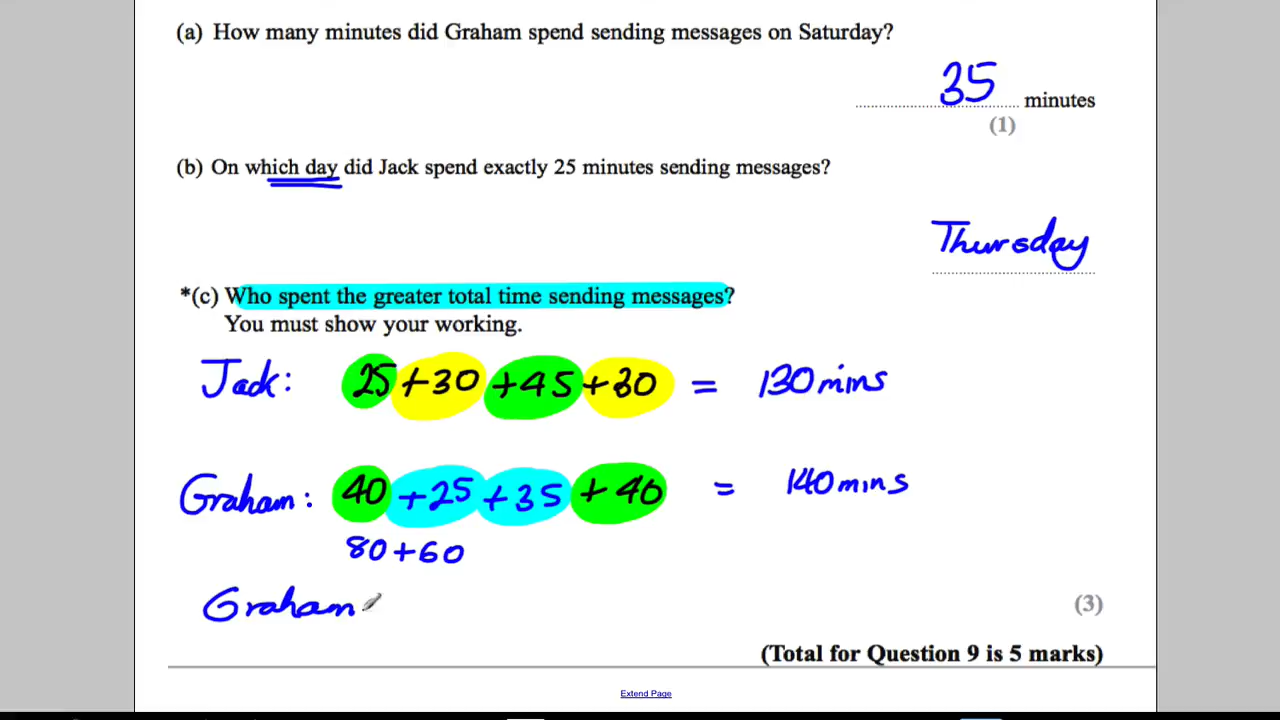 (a) How many minutes did Graham spend sending messages on Saturday?
35 minutes
(1)
(b) On which day did Jack spend exactly 25 minutes sending messages?
Thursday
*(c) Who spent the greater total time sending messages?
You must show your working.
Jack: 25 +30 +45 +30 = 130 mins
Graham: 40 +25 +35 +40 = 140 mins
80+60
Graham
(3)
(Total for Question 9 is 5 marks)
Extend Page